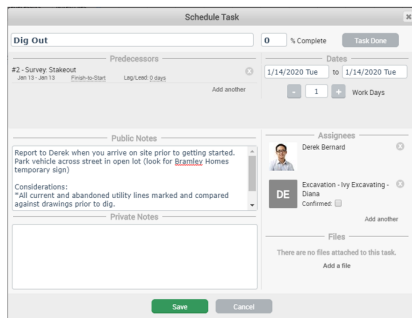 Schedule Task
Dig Out
0 % Complete Task Done
Predecessors
#2 - Survey: Stakeout
Jan 13 - Jan 13 Finish-to-Start Lag/Lead: 0 days
Add another
Dates
1/14/2020 Tue to 1/14/2020 Tue
- 1 + Work Days
Public Notes
Report to Derek when you arrive on site prior to getting started.
Park vehicle across street in open lot (look for Bramley Homes
temporary sign)
Considerations:
*All current and abandoned utility lines marked and compared
against drawings prior to dig.
Private Notes
Assignees
Derek Bernard
DE
Excavation - Ivy Excavating -
Diana
Confirmed:
Add another
Files
There are no files attached to this task.
Add a file
Save Cancel